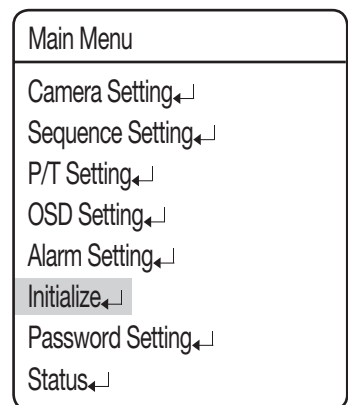 Main Menu
Camera Setting↵
Sequence Setting↵
P/T Setting↵
OSD Setting↵
Alarm Setting↵
Initialize↵
Password Setting↵
Status↵